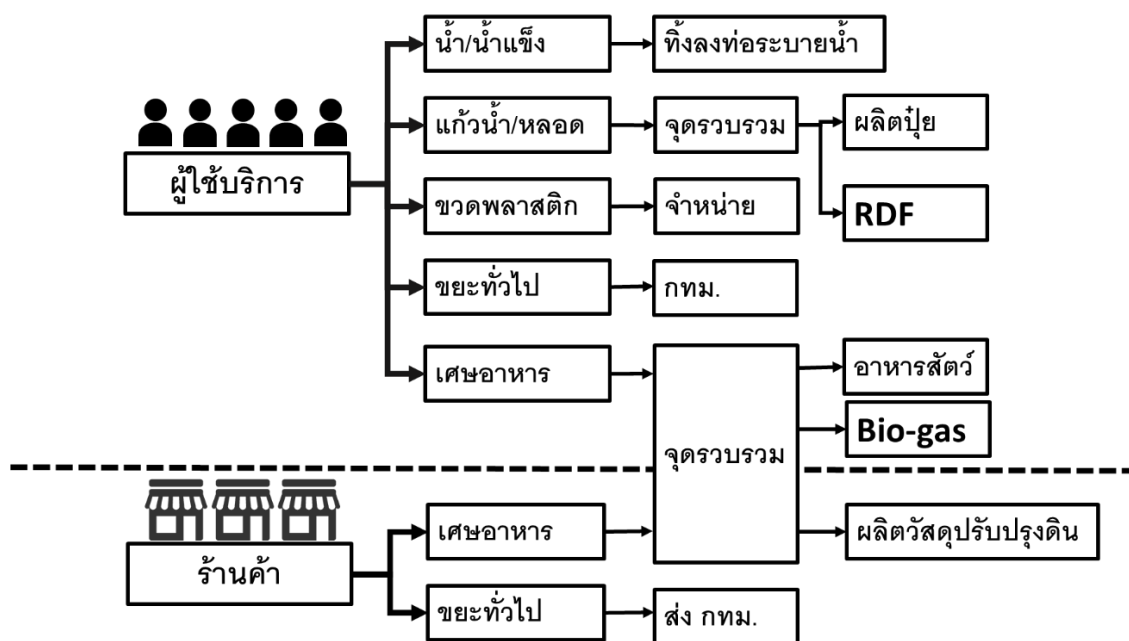 น้ำ/น้ำแข็ง
ทิ้งลงท่อระบายน้ำ
ผู้ใช้บริการ
แก้วน้ำ/หลอด
จุดรวบรวม
ผลิตปุ๋ย
RDF
ขวดพลาสติก
จำหน่าย
ขยะทั่วไป
กทม.
เศษอาหาร
จุดรวบรวม
อาหารสัตว์
Bio-gas
ร้านค้า
เศษอาหาร
ผลิตวัสดุปรับปรุงดิน
ขยะทั่วไป
ส่ง กทม.